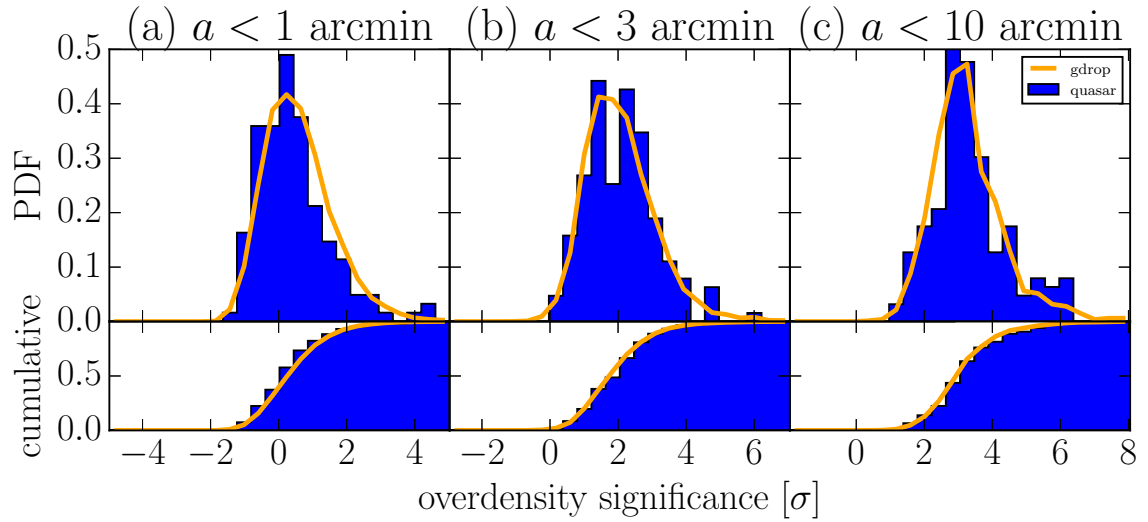 (a) a < 1 arcmin (b) a < 3 arcmin (c) a < 10 arcmin
0.5
0.4
0.3
0.2
0.1
0.0
PDF
gdrop
quasar
0.5
0.0
cumulative
−4 −2 0 2 4
−2 0 2 4 6
0 2 4 6 8
overdensity significance [σ]